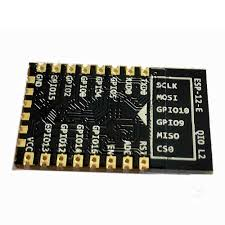 GND
GPIO15
GPIO2
GPIO0
GPIO4
GPIO5
RXD0
TXD0
SCLK
MOSI
GPIO10
GPIO9
MISO
CS0
ESP-12-E
QIO L2
VCC
GPIO13
GPIO12
GPIO14
GPIO16
EN
ADC
RST